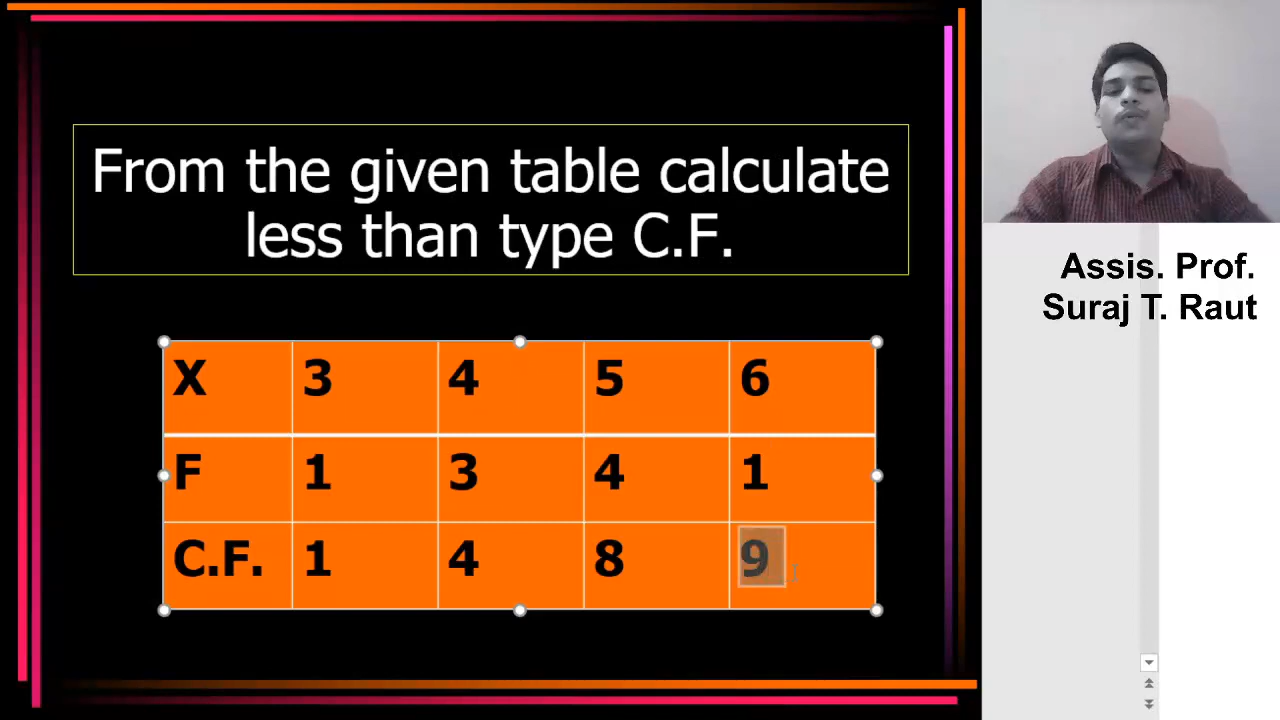 From the given table calculate
less than type C.F.
X 3 4 5 6
F 1 3 4 1
C.F. 1 4 8 9
Assis. Prof.
Suraj T. Raut